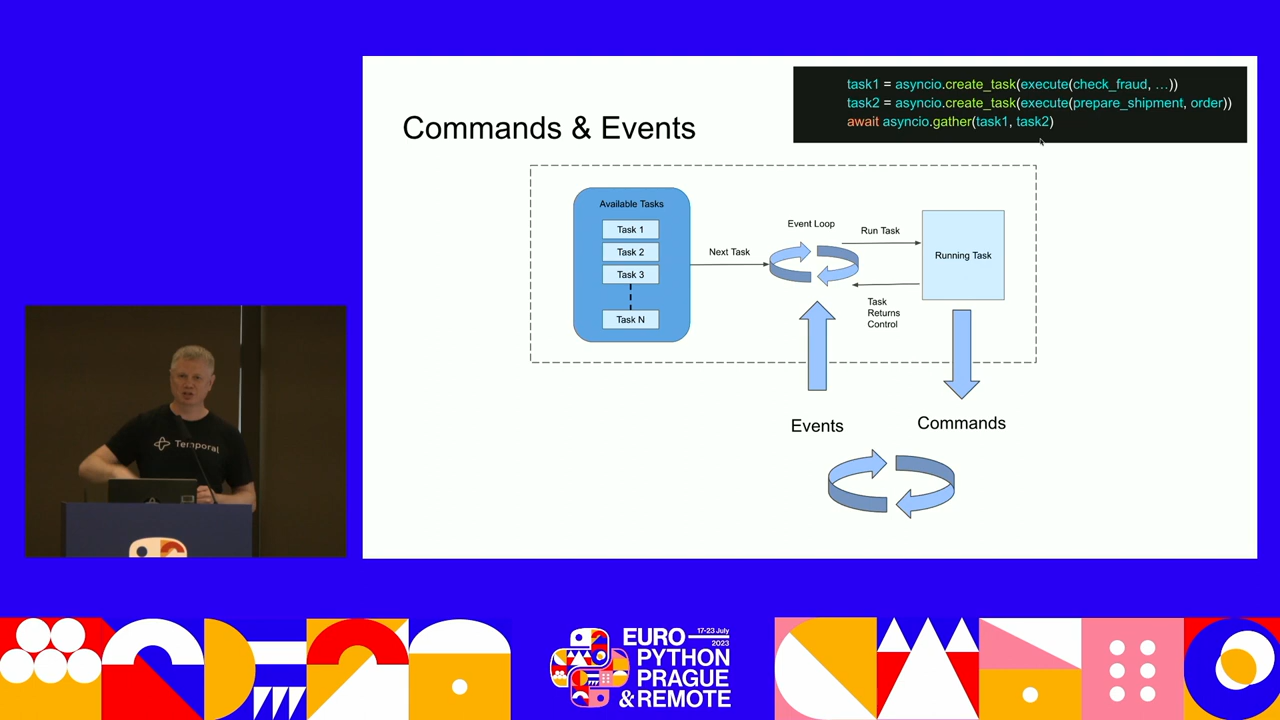 task1 = asyncio.create_task(execute(check_fraud, …))
task2 = asyncio.create_task(execute(prepare_shipment, order))
await asyncio.gather(task1, task2)
Commands & Events
Available Tasks
Task 1
Task 2
Task 3
Task N
Next Task
Event Loop
Run Task
Running Task
Task
Returns
Control
Events
Commands
Temporal
17-23 July
2023
EURO
PYTHON
PRAGUE
& REMOTE